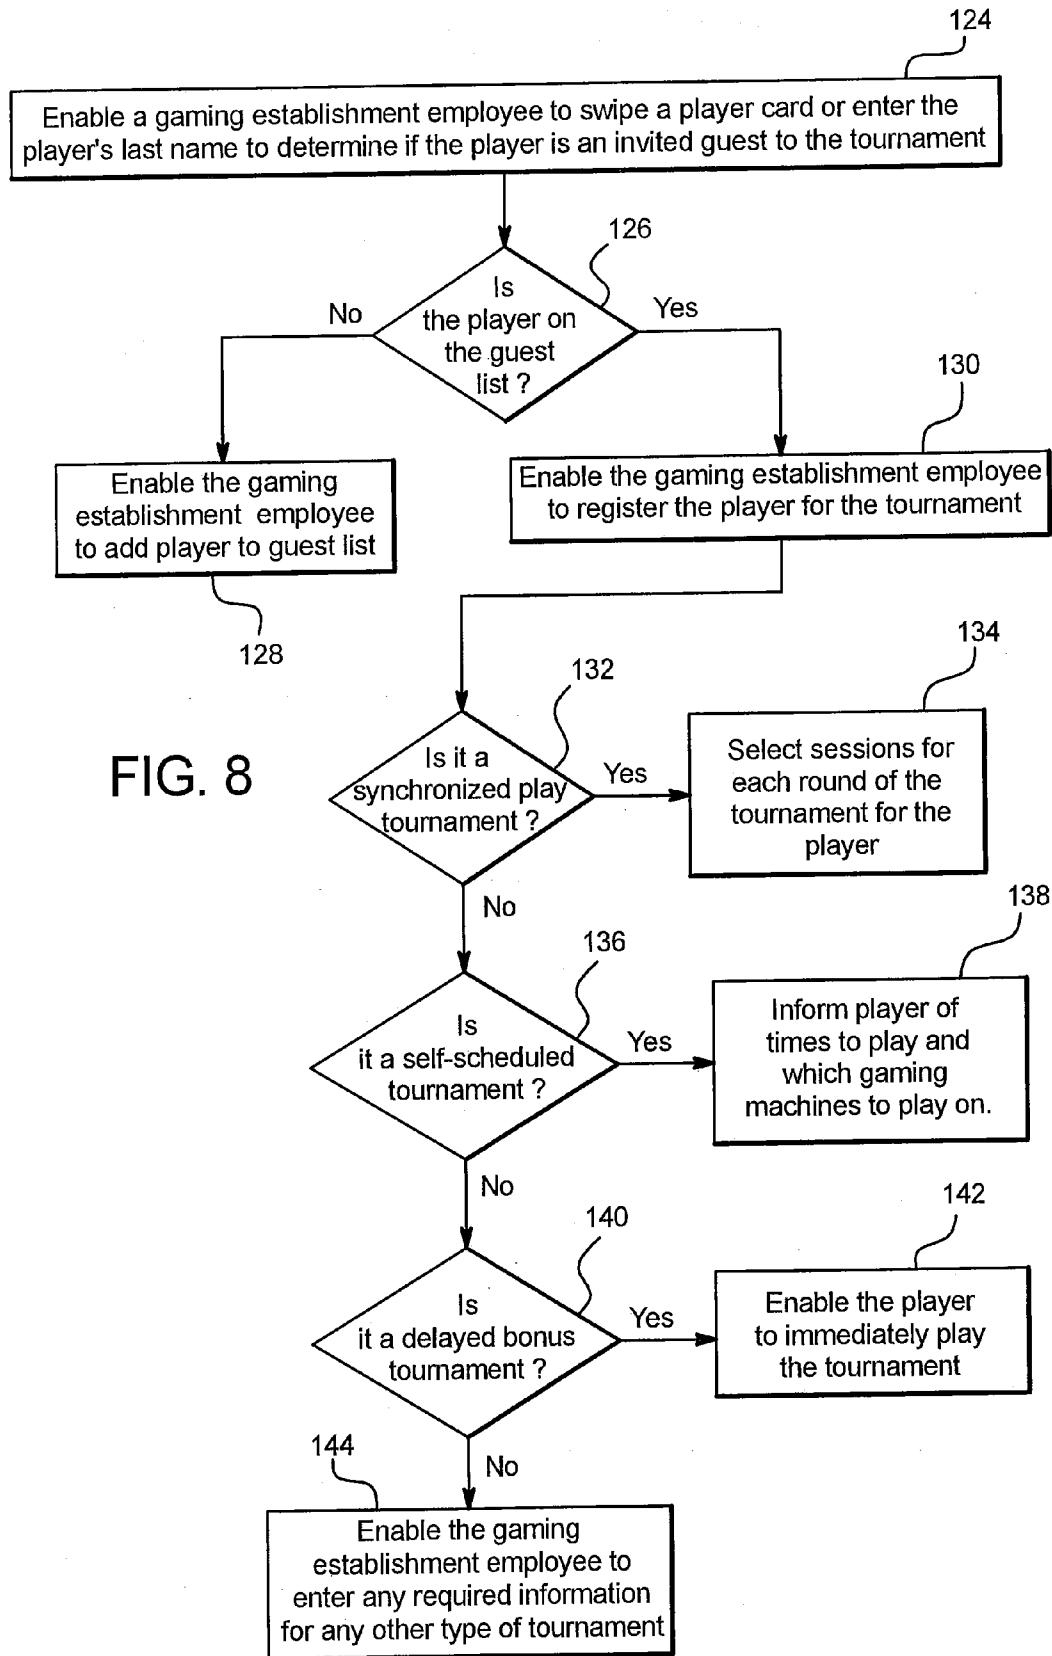 124
Enable a gaming establishment employee to swipe a player card or enter the
player's last name to determine if the player is an invited guest to the tournament
126
Is
the player on
the guest
list ?
No
Yes
130
Enable the gaming
establishment employee
to add player to guest list
Enable the gaming establishment employee
to register the player for the tournament
128
134
132
FIG. 8
Is it a
synchronized play
tournament ?
Yes
Select sessions for
each round of the
tournament for the
player
No
138
136
Is
it a self-scheduled
tournament ?
Yes
Inform player of
times to play and
which gaming
machines to play on.
No
142
140
Is
it a delayed bonus
tournament ?
Yes
Enable the player
to immediately play
the tournament
144
No
Enable the gaming
establishment employee to
enter any required information
for any other type of tournament